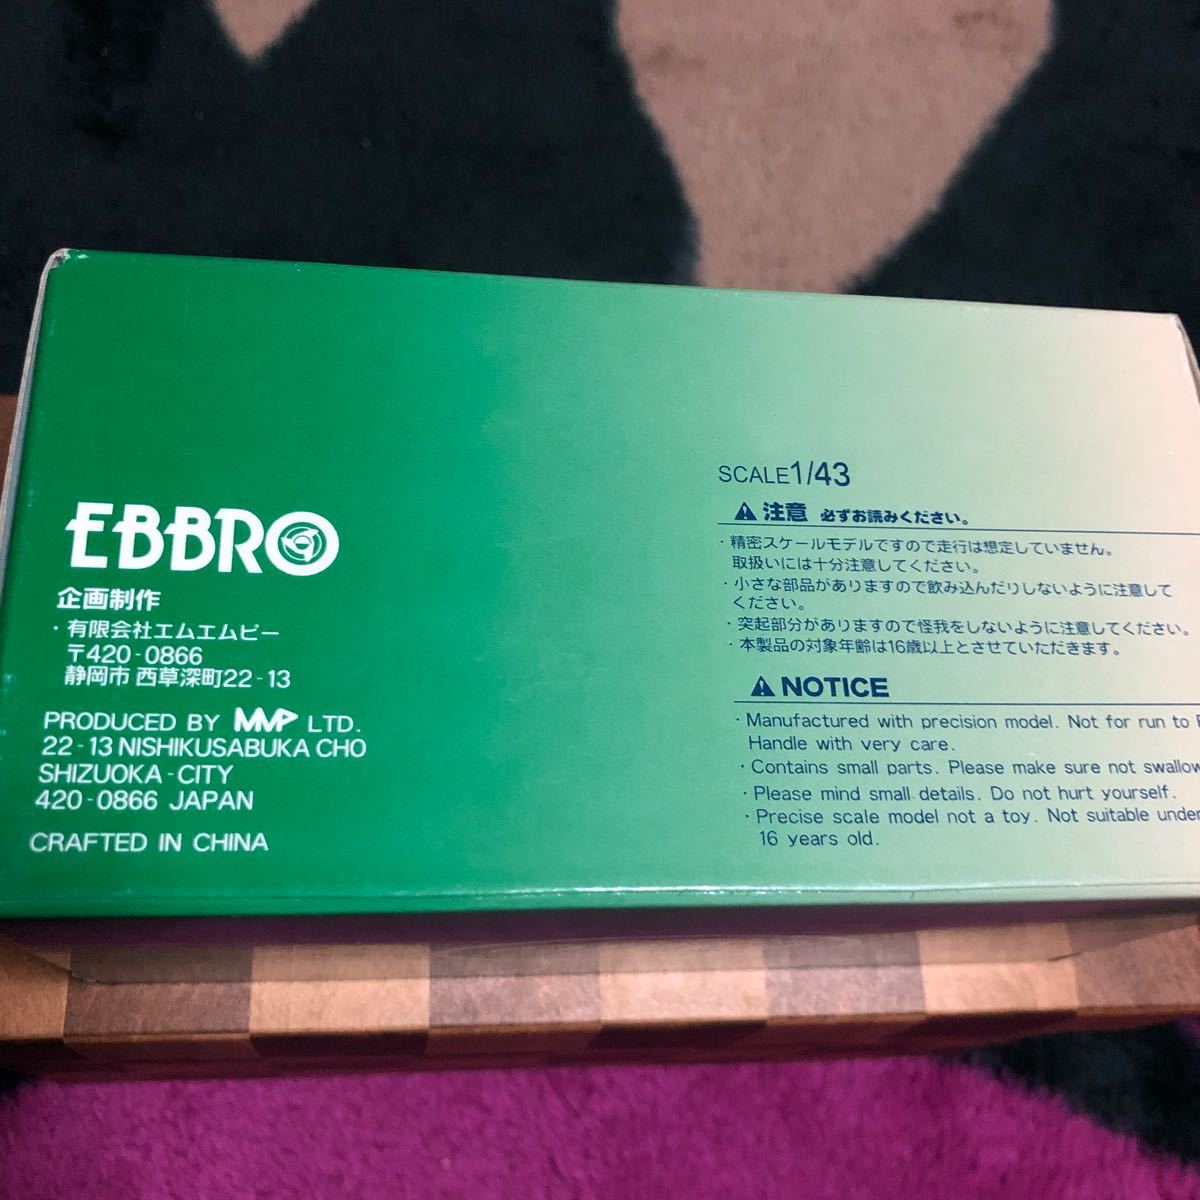 EBBRO
企画制作
・有限会社エムエムピー
〒420-0866
静岡市 西草深町22-13
PRODUCED BY MMP LTD.
22-13 NISHIKUSABUKA CHO
SHIZUOKA-CITY
420-0866 JAPAN
CRAFTED IN CHINA
SCALE1/43
⚠注意 必ずお読みください。
・精密スケールモデルですので走行は想定していません。
取扱いには十分注意してください。
・小さな部品がありますので飲み込んだりしないように注意して
ください。
・突起部分がありますので怪我をしないように注意してください。
・本製品の対象年齢は16歳以上とさせていただきます。
⚠NOTICE
・Manufactured with precision model. Not for run to
Handle with very care.
・Contains small parts. Please make sure not swallow
・Please mind small details. Do not hurt yourself.
・Precise scale model not a toy. Not suitable under
16 years old.